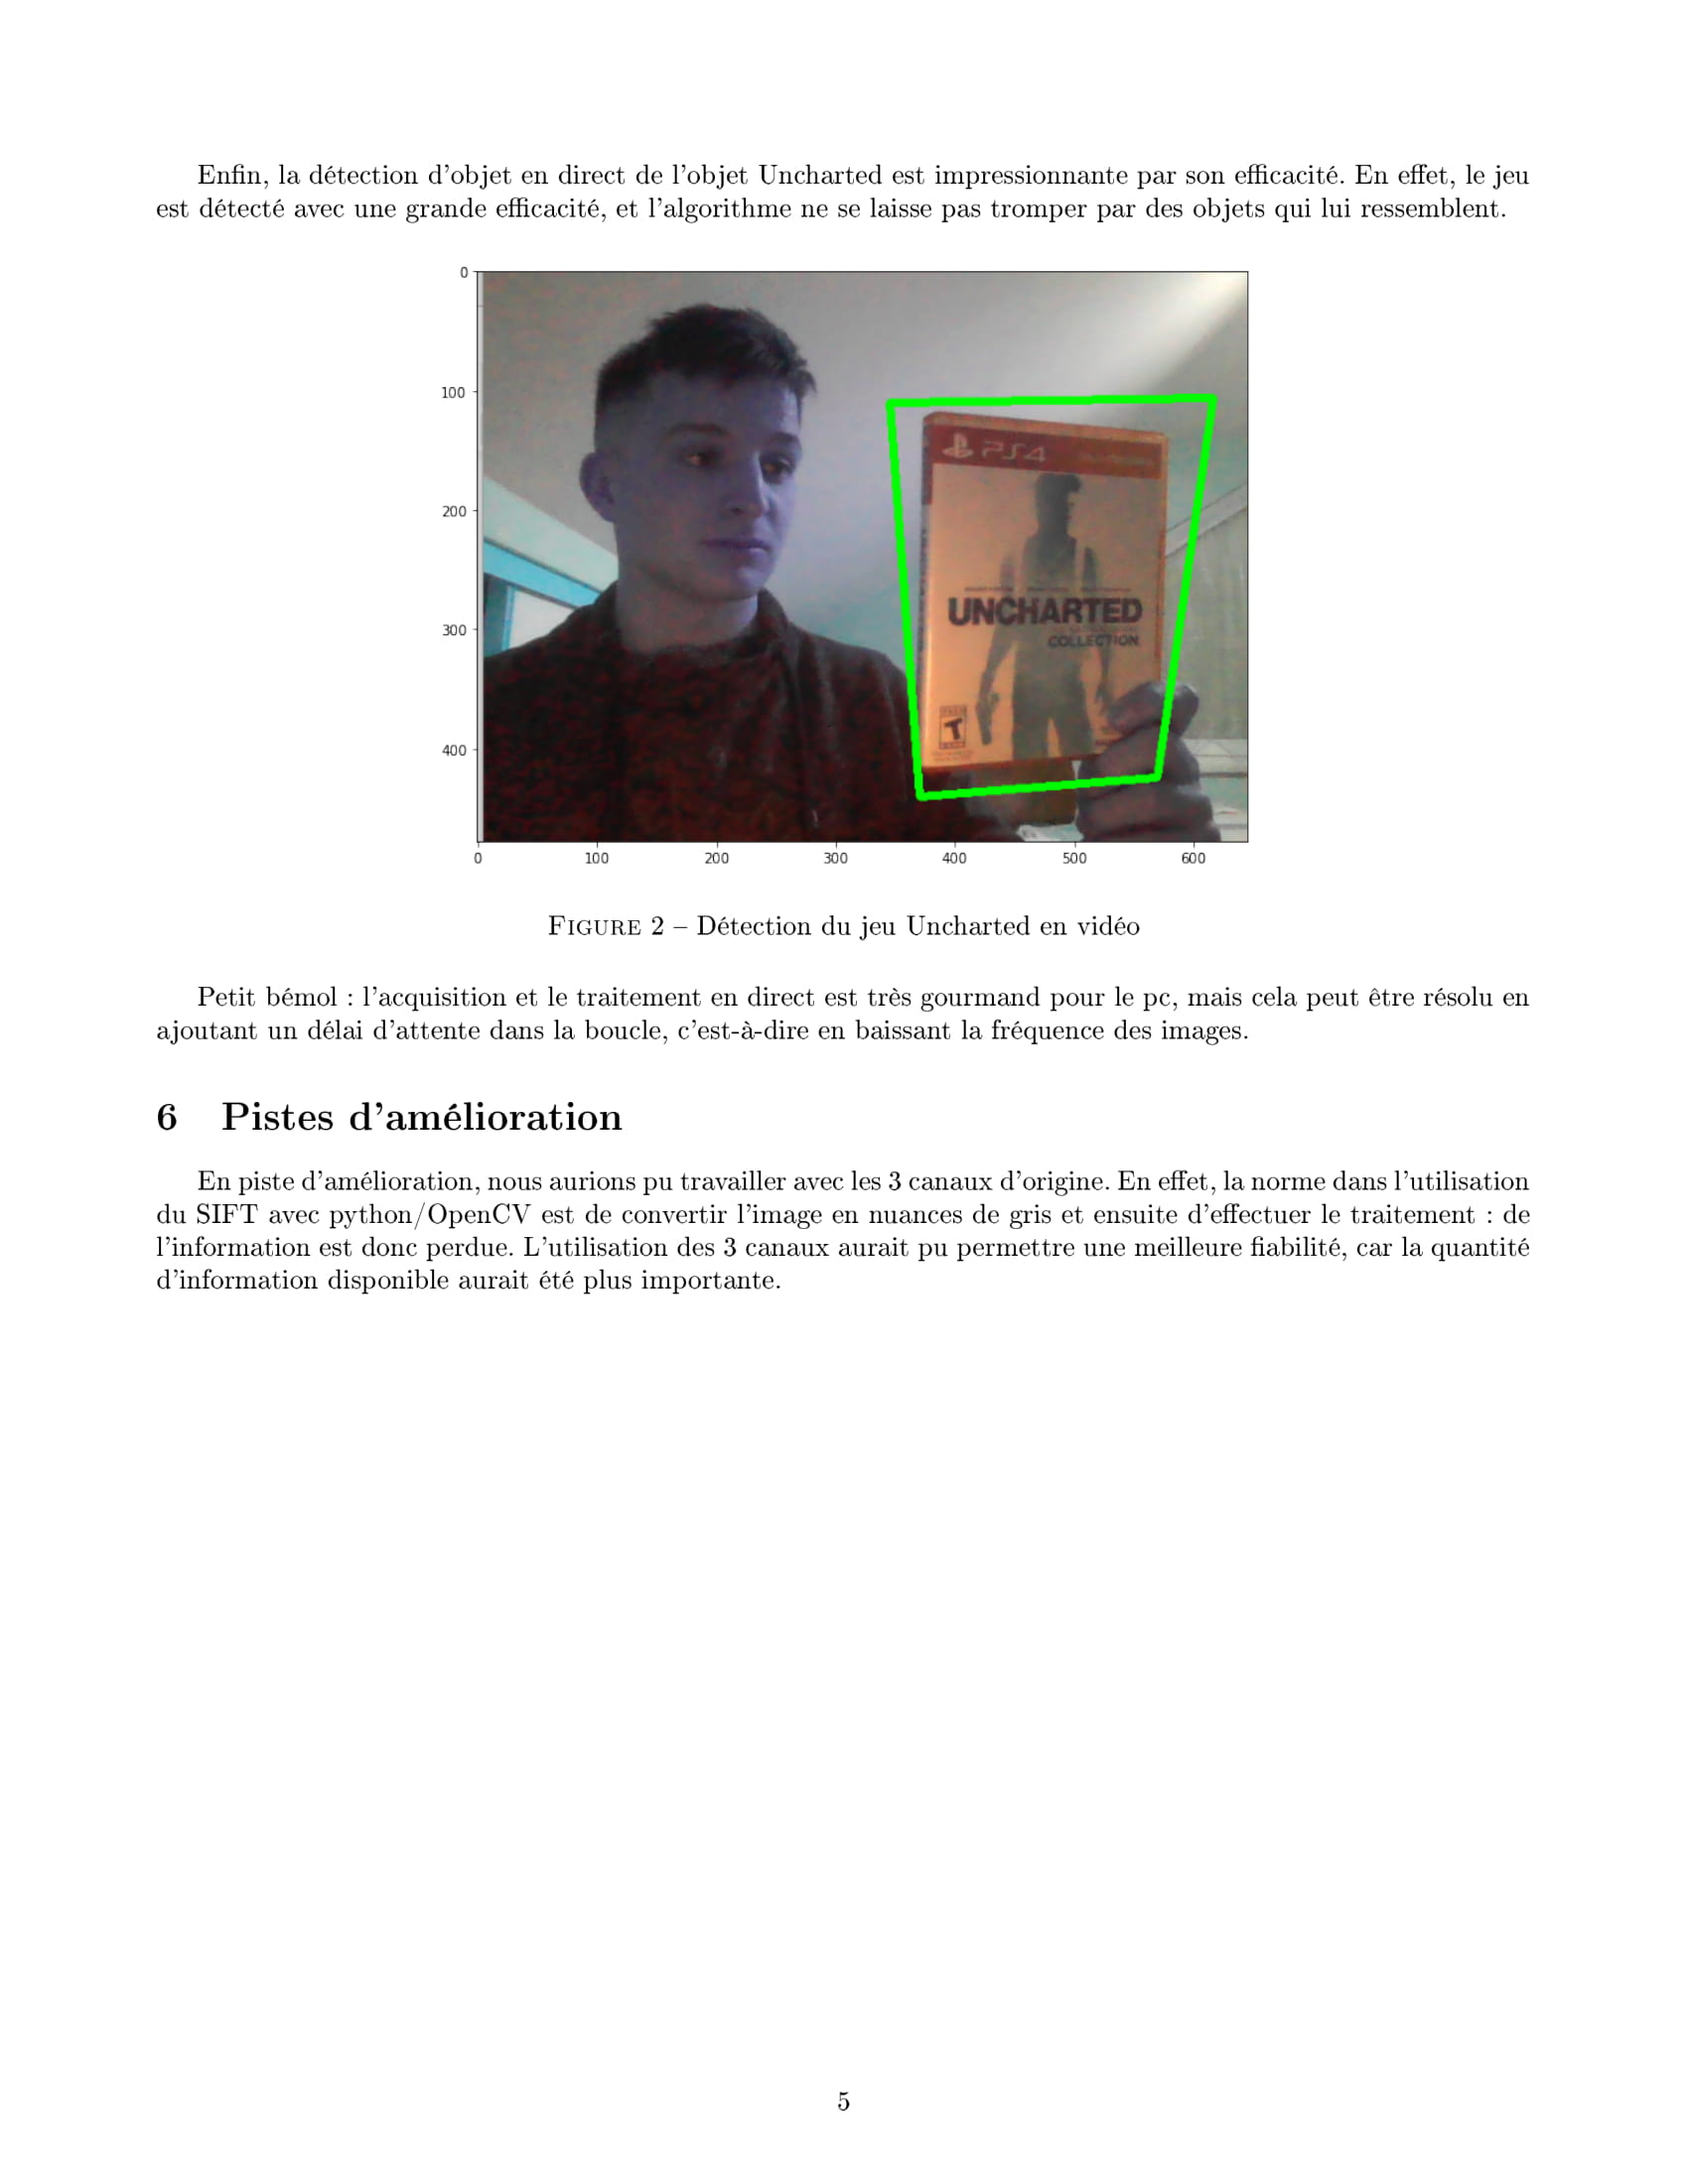 Enfin, la détection d'objet en direct de l'objet Uncharted est impressionnante par son efficacité. En effet, le jeu
est détecté avec une grande efficacité, et l'algorithme ne se laisse pas tromper par des objets qui lui ressemblent.
0
100
200
300
400
PS4
UNCHARTED
COLLECTION
T
0 100 200 300 400 500 600
FIGURE 2 – Détection du jeu Uncharted en vidéo
Petit bémol : l'acquisition et le traitement en direct est très gourmand pour le pc, mais cela peut être résolu en
ajoutant un délai d'attente dans la boucle, c'est-à-dire en baissant la fréquence des images.
6 Pistes d'amélioration
En piste d'amélioration, nous aurions pu travailler avec les 3 canaux d'origine. En effet, la norme dans l'utilisation
du SIFT avec python/OpenCV est de convertir l'image en nuances de gris et ensuite d'effectuer le traitement : de
l'information est donc perdue. L'utilisation des 3 canaux aurait pu permettre une meilleure fiabilité, car la quantité
d'information disponible aurait été plus importante.
5